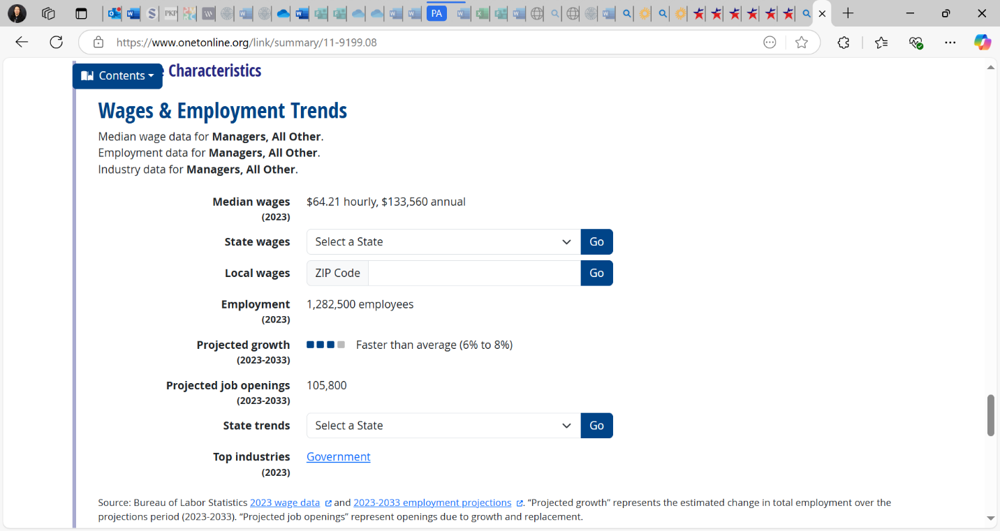 PKP
PA
https://www.onetonline.org/link/summary/11-9199.08
Contents
Characteristics
Wages & Employment Trends
Median wage data for Managers, All Other.
Employment data for Managers, All Other.
Industry data for Managers, All Other.
Median wages $64.21 hourly, $133,560 annual
(2023)
State wages Select a State Go
Local wages ZIP Code Go
Employment 1,282,500 employees
(2023)
Projected growth Faster than average (6% to 8%)
(2023-2033)
Projected job openings 105,800
(2023-2033)
State trends Select a State Go
Top industries Government
(2023)
Source: Bureau of Labor Statistics 2023 wage data and 2023-2033 employment projections. “Projected growth” represents the estimated change in total employment over the
projections period (2023-2033). “Projected job openings” represent openings due to growth and replacement.